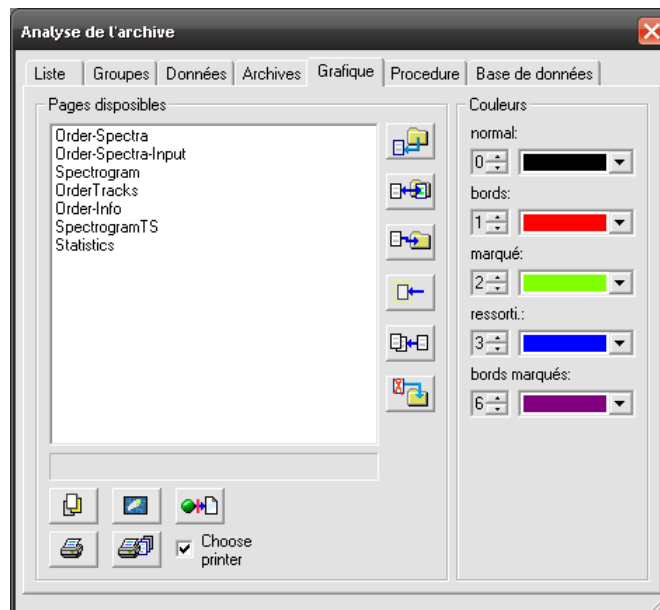 Analyse de l'archive
Liste
Groupes
Données
Archives
Grafique
Procedure
Base de données
Pages disposibles
Order-Spectra
Order-Spectra-Input
Spectrogram
OrderTracks
Order-Info
SpectrogramTS
Statistics
Choose
printer
Couleurs
normal:
0
bords:
1
marqué:
2
ressorti.:
3
bords marqués:
6